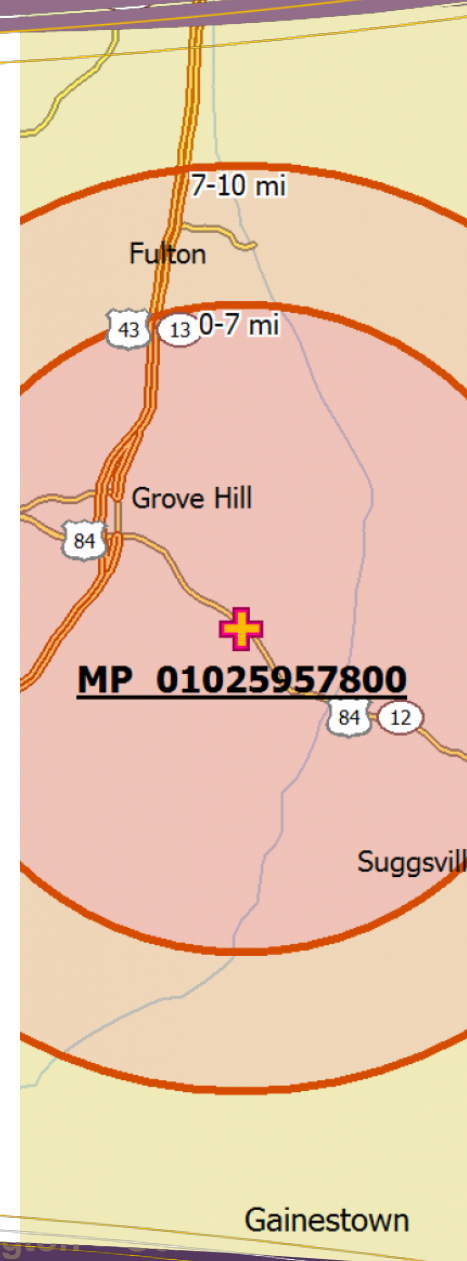 7-10 mi
Fulton
43 13 0-7 mi
Grove Hill
84
MP 01025957800
84 12
Suggsvill
Gainestown